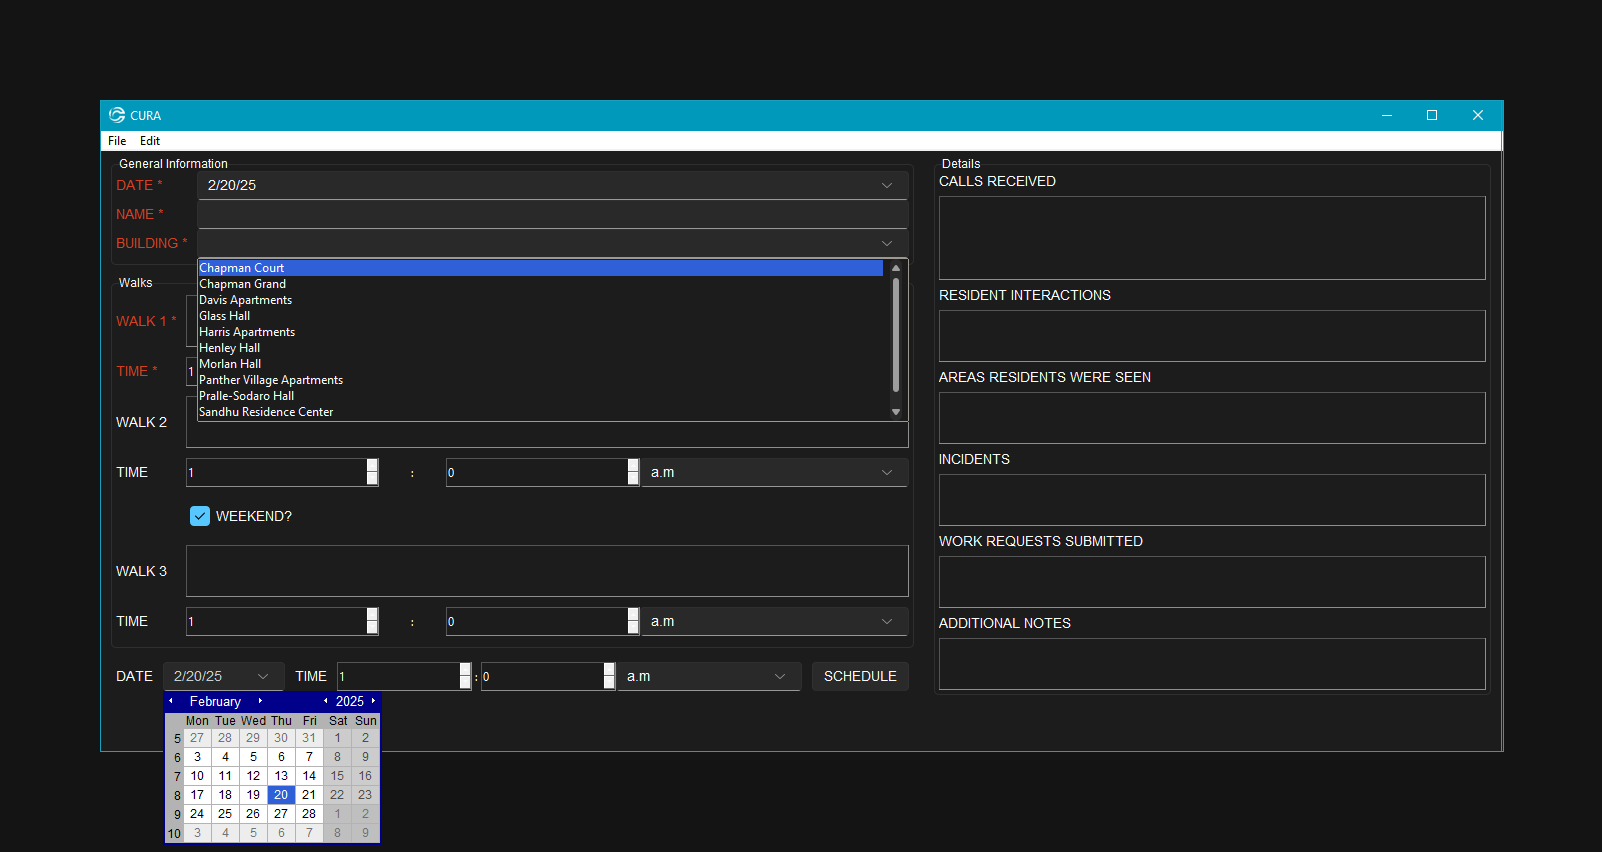 CURA
File Edit
General Information
DATE * 2/20/25
NAME *
BUILDING *
Chapman Court
Chapman Grand
Davis Apartments
Glass Hall
Harris Apartments
Henley Hall
Morlan Hall
Panther Village Apartments
Pralle-Sodaro Hall
Sandhu Residence Center
Walks
WALK 1 *
TIME * 1
WALK 2
TIME 1 : 0 a.m
WEEKEND?
WALK 3
TIME 1 : 0 a.m
DATE 2/20/25 TIME 1 : 0 a.m SCHEDULE
February 2025
Mon Tue Wed Thu Fri Sat Sun
5 27 28 29 30 31 1 2
6 3 4 5 6 7 8 9
7 10 11 12 13 14 15 16
8 17 18 19 20 21 22 23
9 24 25 26 27 28 1 2
10 3 4 5 6 7 8 9
Details
CALLS RECEIVED
RESIDENT INTERACTIONS
AREAS RESIDENTS WERE SEEN
INCIDENTS
WORK REQUESTS SUBMITTED
ADDITIONAL NOTES